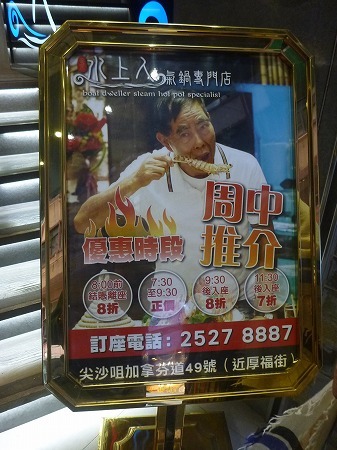 水上人 氣鍋專門店
boat dweller steam hot pot specialist
優惠時段
周中
推介
8:00前
結賬離座
8折
7:30
至9:30
正價
9:30
後入座
8折
11:30
後入座
7折
訂座電話：2527 8887
尖沙咀加拿芬道49號（近厚福街